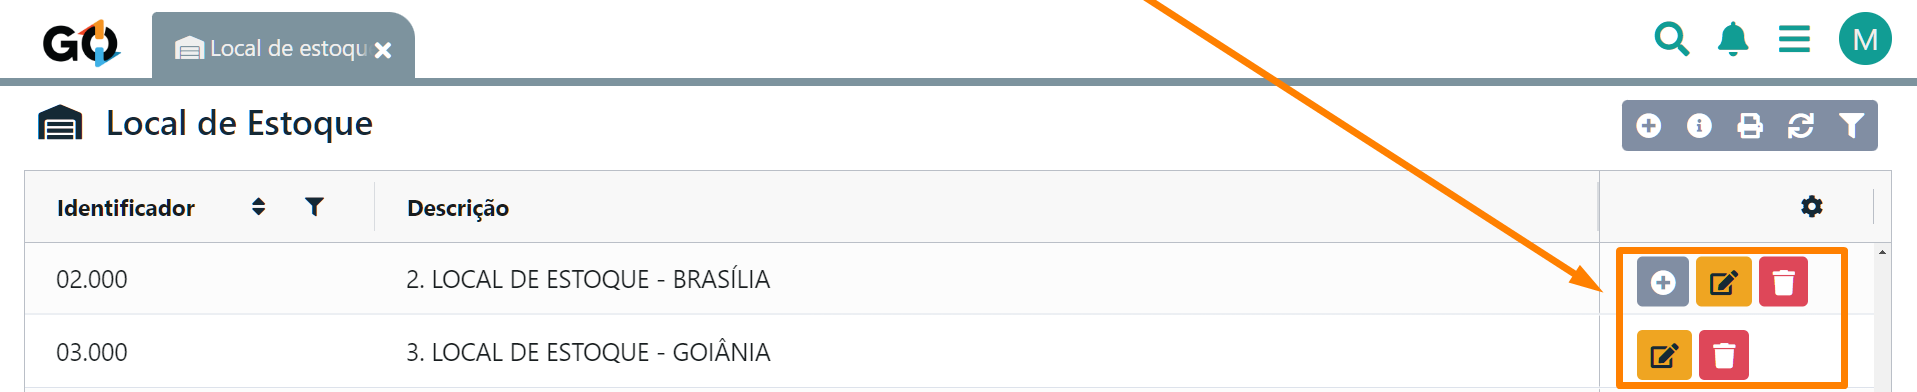 GO
Local de estoqu
M
Local de Estoque
Identificador
Descrição
02.000
2. LOCAL DE ESTOQUE - BRASÍLIA
03.000
3. LOCAL DE ESTOQUE - GOIÂNIA